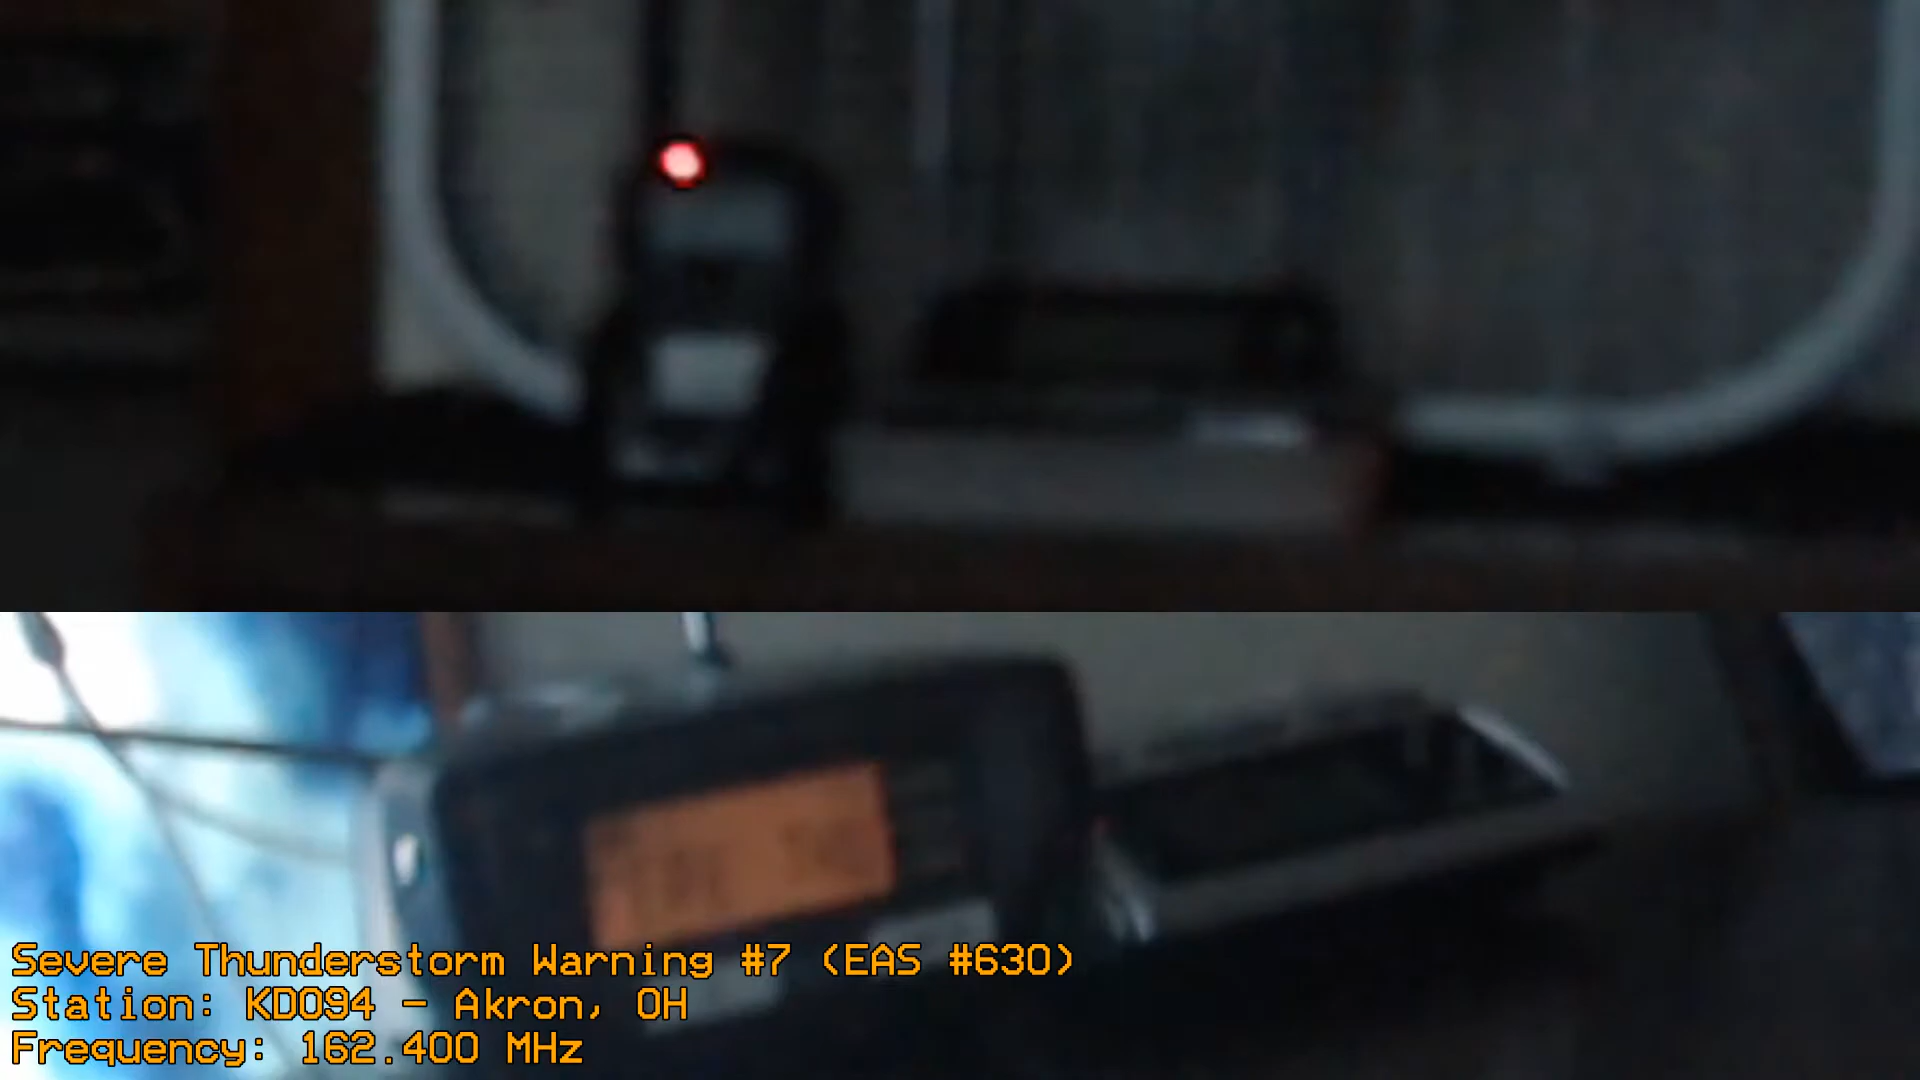 Severe Thunderstorm Warning #7 (EAS #630)
Station: KDO94 - Akron, OH
Frequency: 162.400 MHz